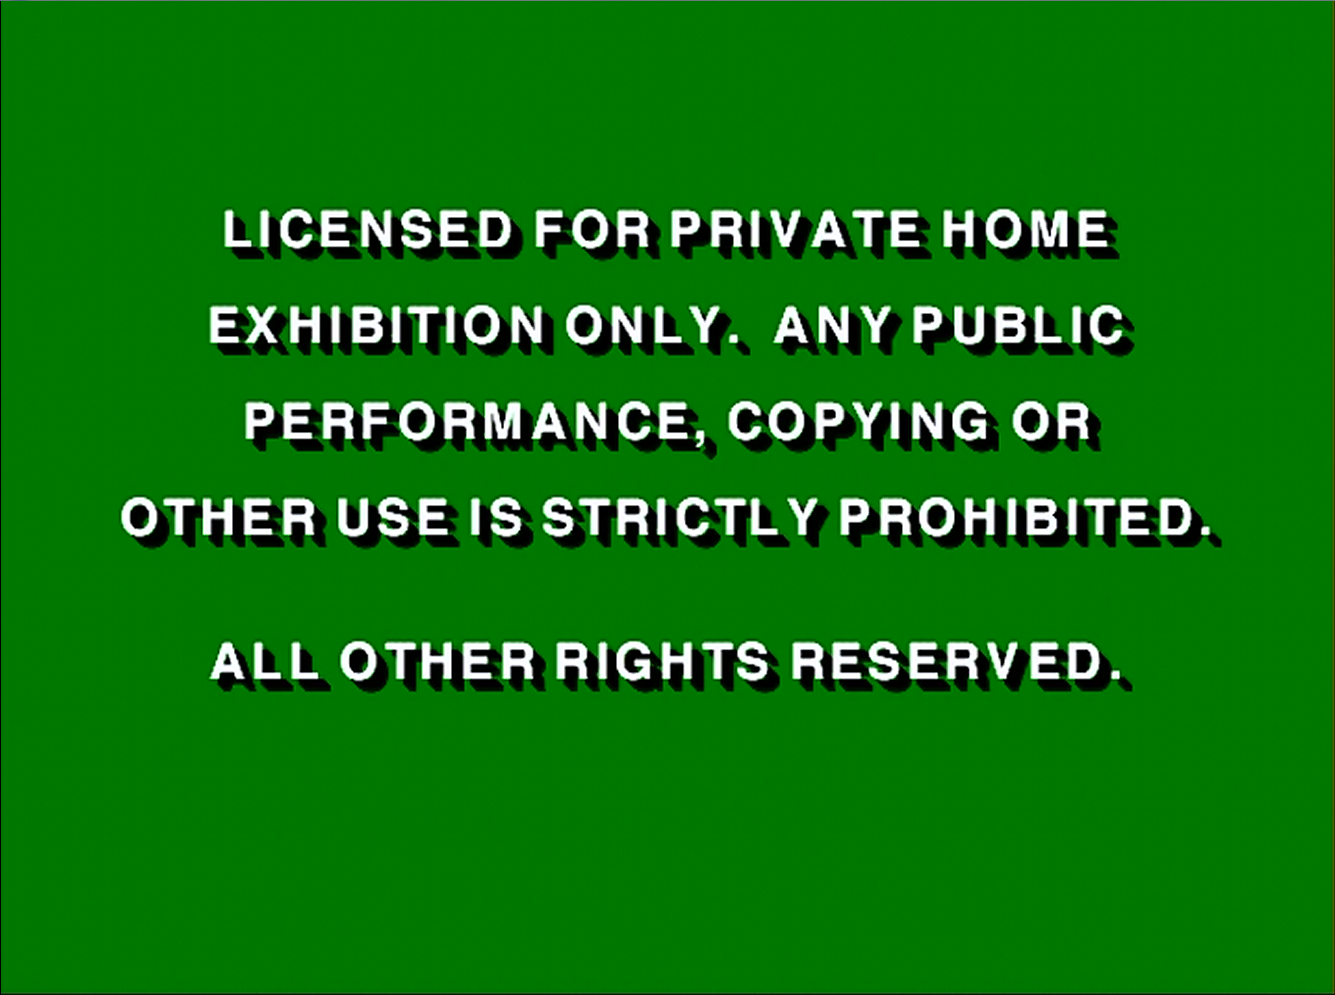 LICENSED FOR PRIVATE HOME
EXHIBITION ONLY.  ANY PUBLIC
PERFORMANCE, COPYING OR
OTHER USE IS STRICTLY PROHIBITED.
ALL OTHER RIGHTS RESERVED.